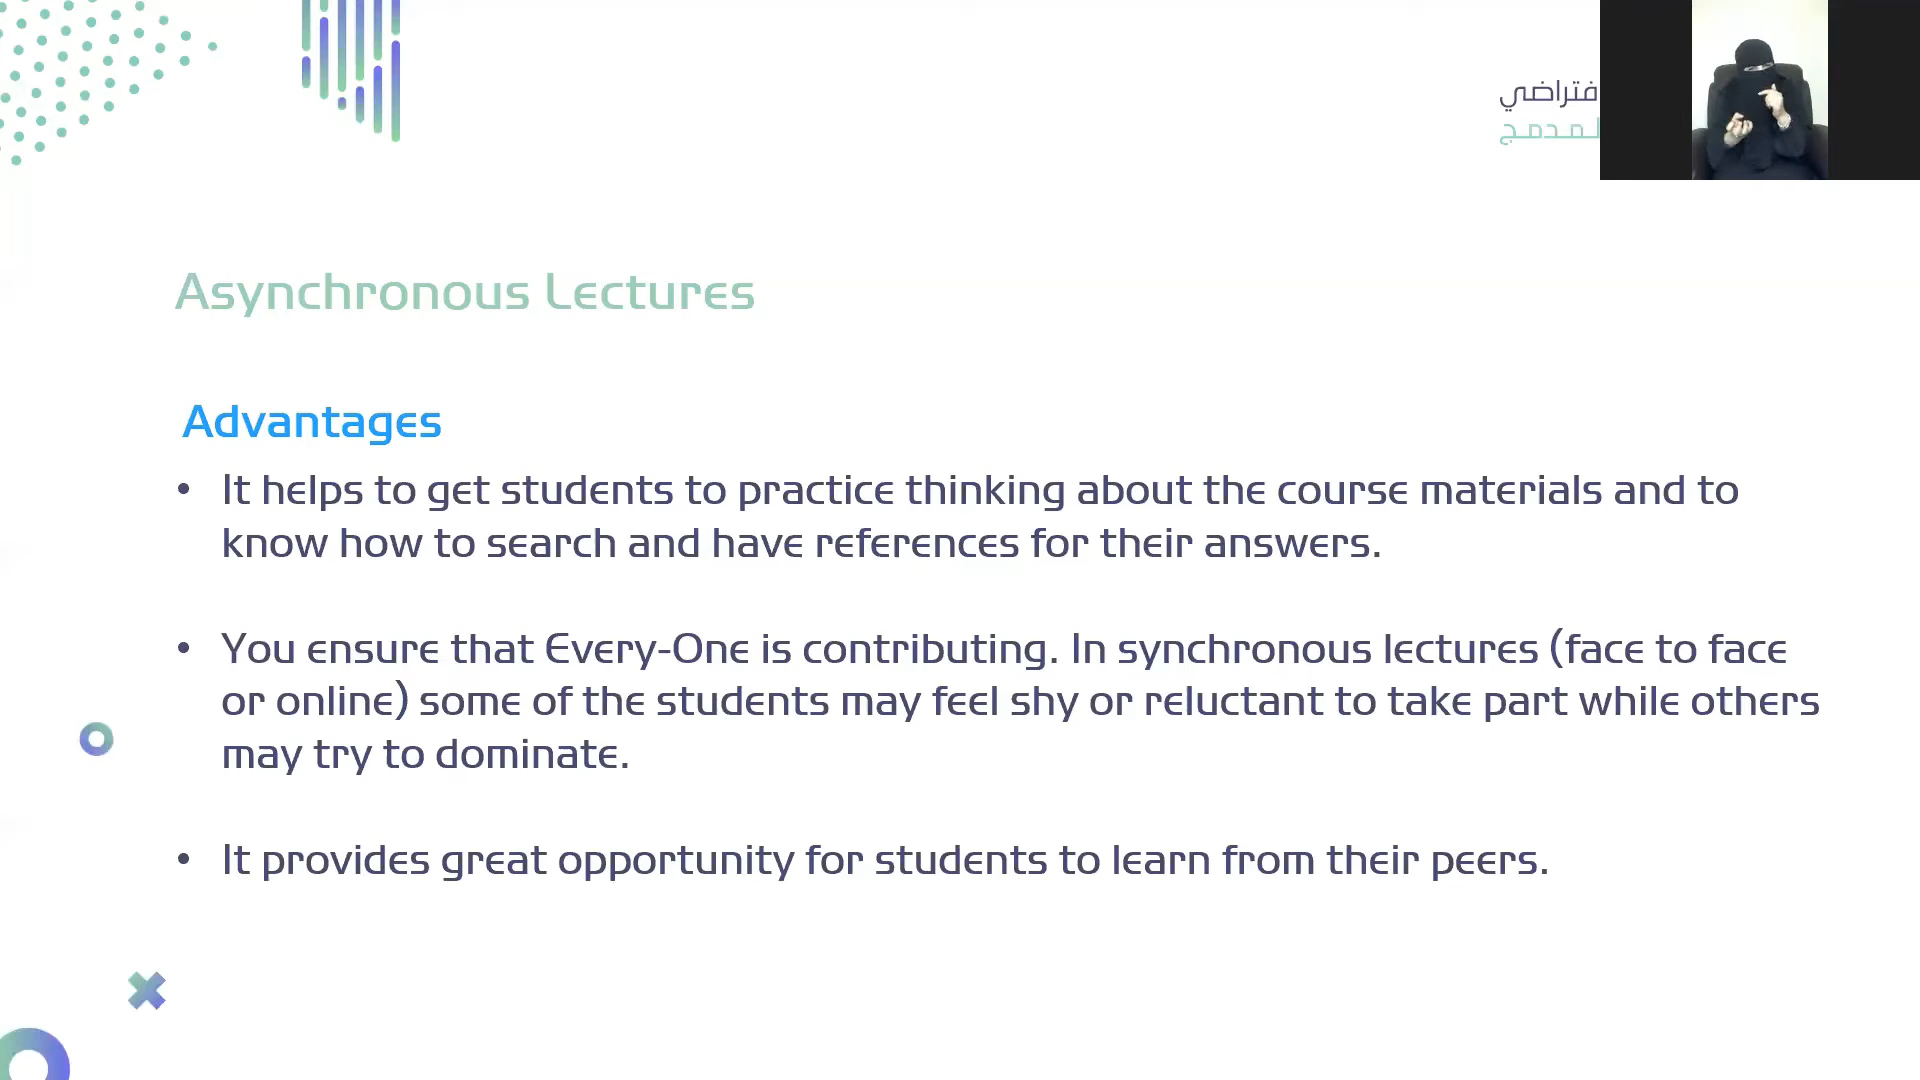 فتراضي
لمدمج
Asynchronous Lectures
Advantages
• It helps to get students to practice thinking about the course materials and to
know how to search and have references for their answers.
• You ensure that Every-One is contributing. In synchronous lectures (face to face
or online) some of the students may feel shy or reluctant to take part while others
may try to dominate.
• It provides great opportunity for students to learn from their peers.